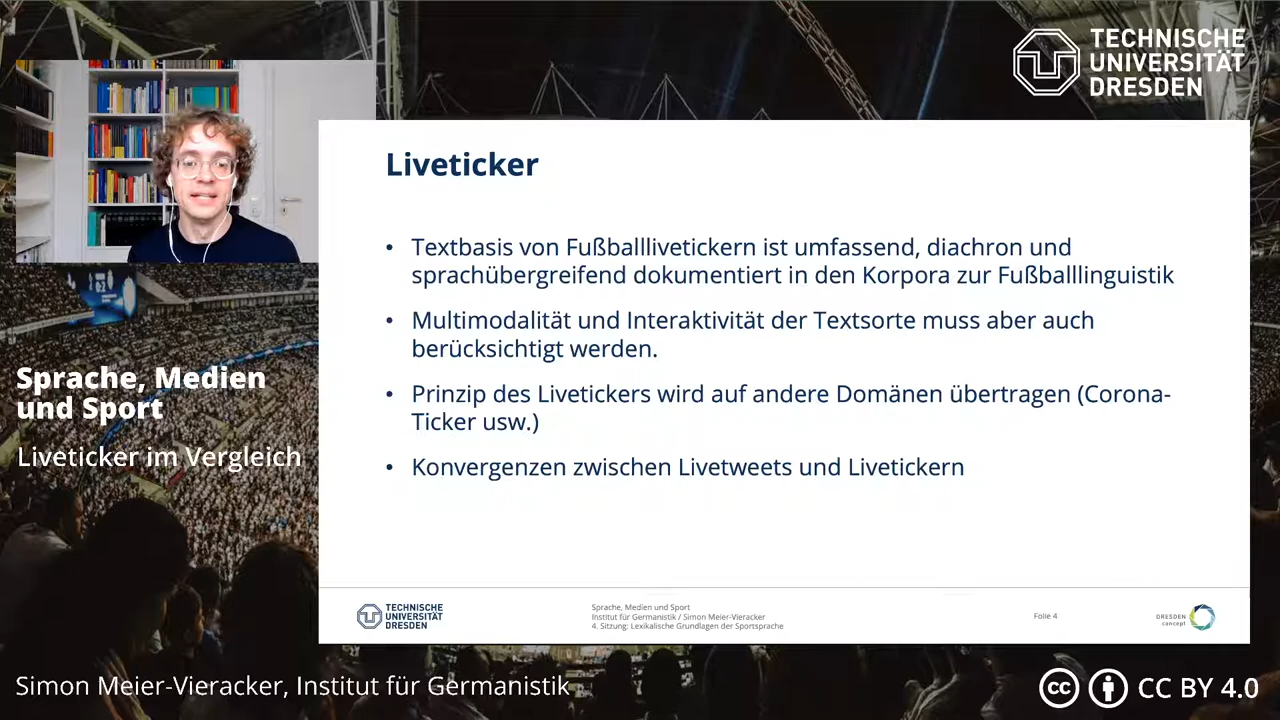 TECHNISCHE
UNIVERSITÄT
DRESDEN
Liveticker
• Textbasis von Fußballlivetickern ist umfassend, diachron und
sprachübergreifend dokumentiert in den Korpora zur Fußballlinguistik
• Multimodalität und Interaktivität der Textsorte muss aber auch
berücksichtigt werden.
• Prinzip des Livetickers wird auf andere Domänen übertragen (Corona-
Ticker usw.)
• Konvergenzen zwischen Livetweets und Livetickern
Sprache, Medien
und Sport
Liveticker im Vergleich
TECHNISCHE
UNIVERSITÄT
DRESDEN
Sprache, Medien und Sport
Institut für Germanistik / Simon Meier-Vieracker
4. Sitzung: Lexikalische Grundlagen der Sportsprache
Folie 4
DRESDEN
concept
Simon Meier-Vieracker, Institut für Germanistik
cc CC BY 4.0